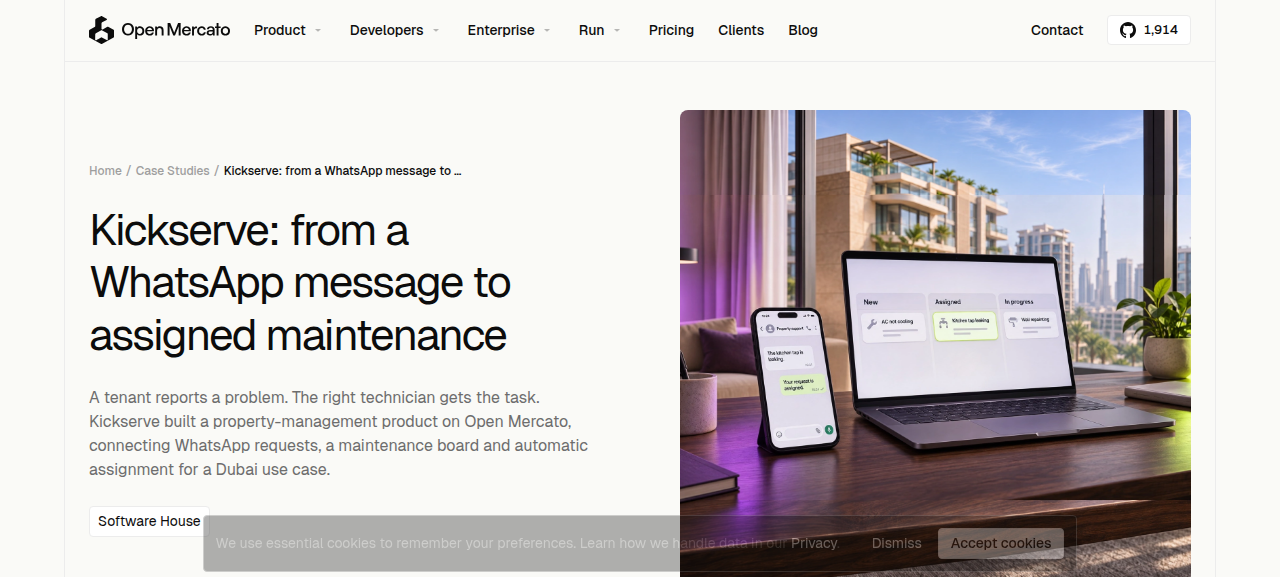 Open Mercato
Product
Developers
Enterprise
Run
Pricing
Clients
Blog
Contact
1,914
Home / Case Studies / Kickserve: from a WhatsApp message to ...
Kickserve: from a
WhatsApp message to
assigned maintenance
A tenant reports a problem. The right technician gets the task.
Kickserve built a property-management product on Open Mercato,
connecting WhatsApp requests, a maintenance board and automatic
assignment for a Dubai use case.
Software House
New
Assigned
In progress
AC not cooling
Kitchen tap leaking
Wall repainting
Property support
The kitchen tap is
leaking.
Your request is
assigned.
We use essential cookies to remember your preferences. Learn how we handle data in our Privacy.
Dismiss
Accept cookies